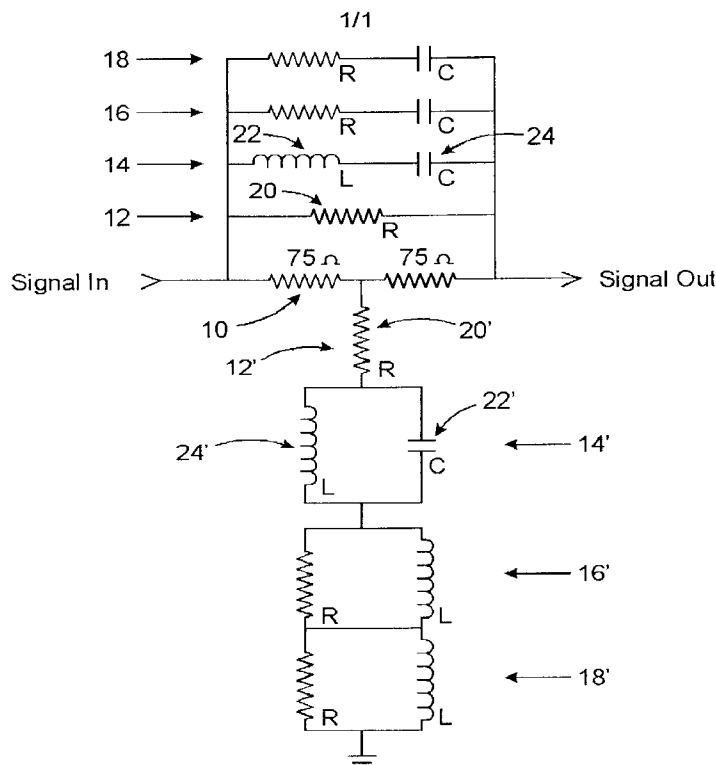 1/1
18
R
C
16
R
C
22
24
14
L
C
20
12
R
75 Ω
75 Ω
Signal In
Signal Out
10
20'
12'
R
22'
24'
14'
C
L
16'
R
L
18'
R
L